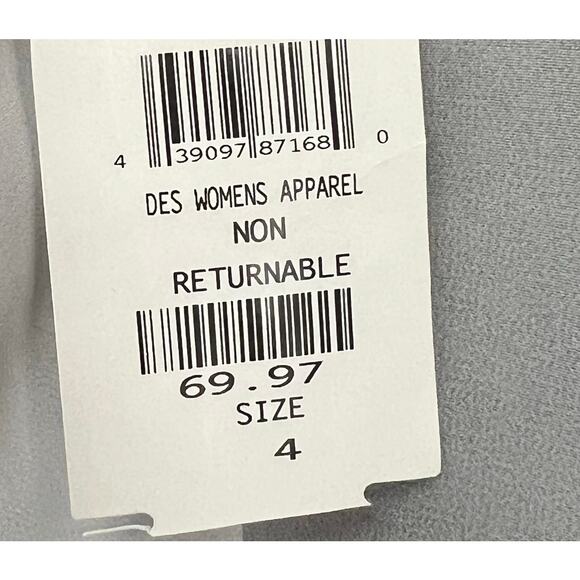 4 39097 87168 0
DES WOMENS APPAREL
NON
RETURNABLE
69.97
SIZE
4